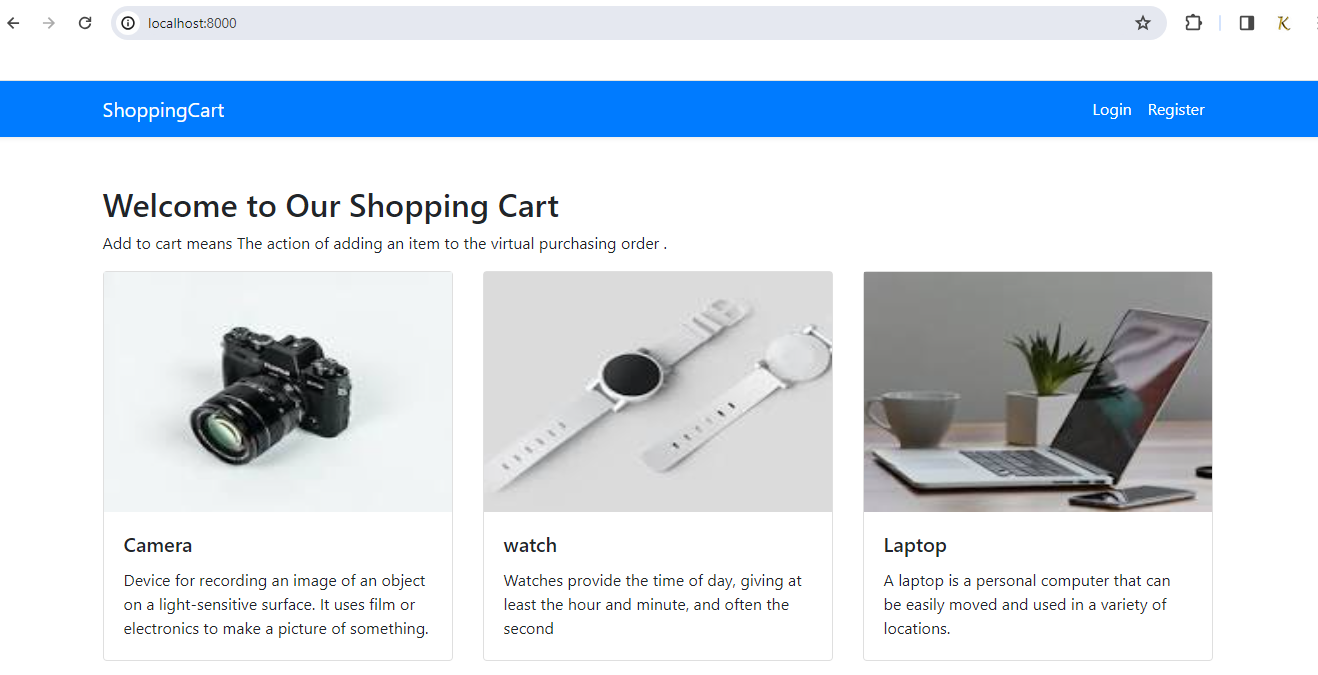 localhost:8000
ShoppingCart
Login Register
Welcome to Our Shopping Cart
Add to cart means The action of adding an item to the virtual purchasing order .
Camera
Device for recording an image of an object
on a light-sensitive surface. It uses film or
electronics to make a picture of something.
watch
Watches provide the time of day, giving at
least the hour and minute, and often the
second
Laptop
A laptop is a personal computer that can
be easily moved and used in a variety of
locations.